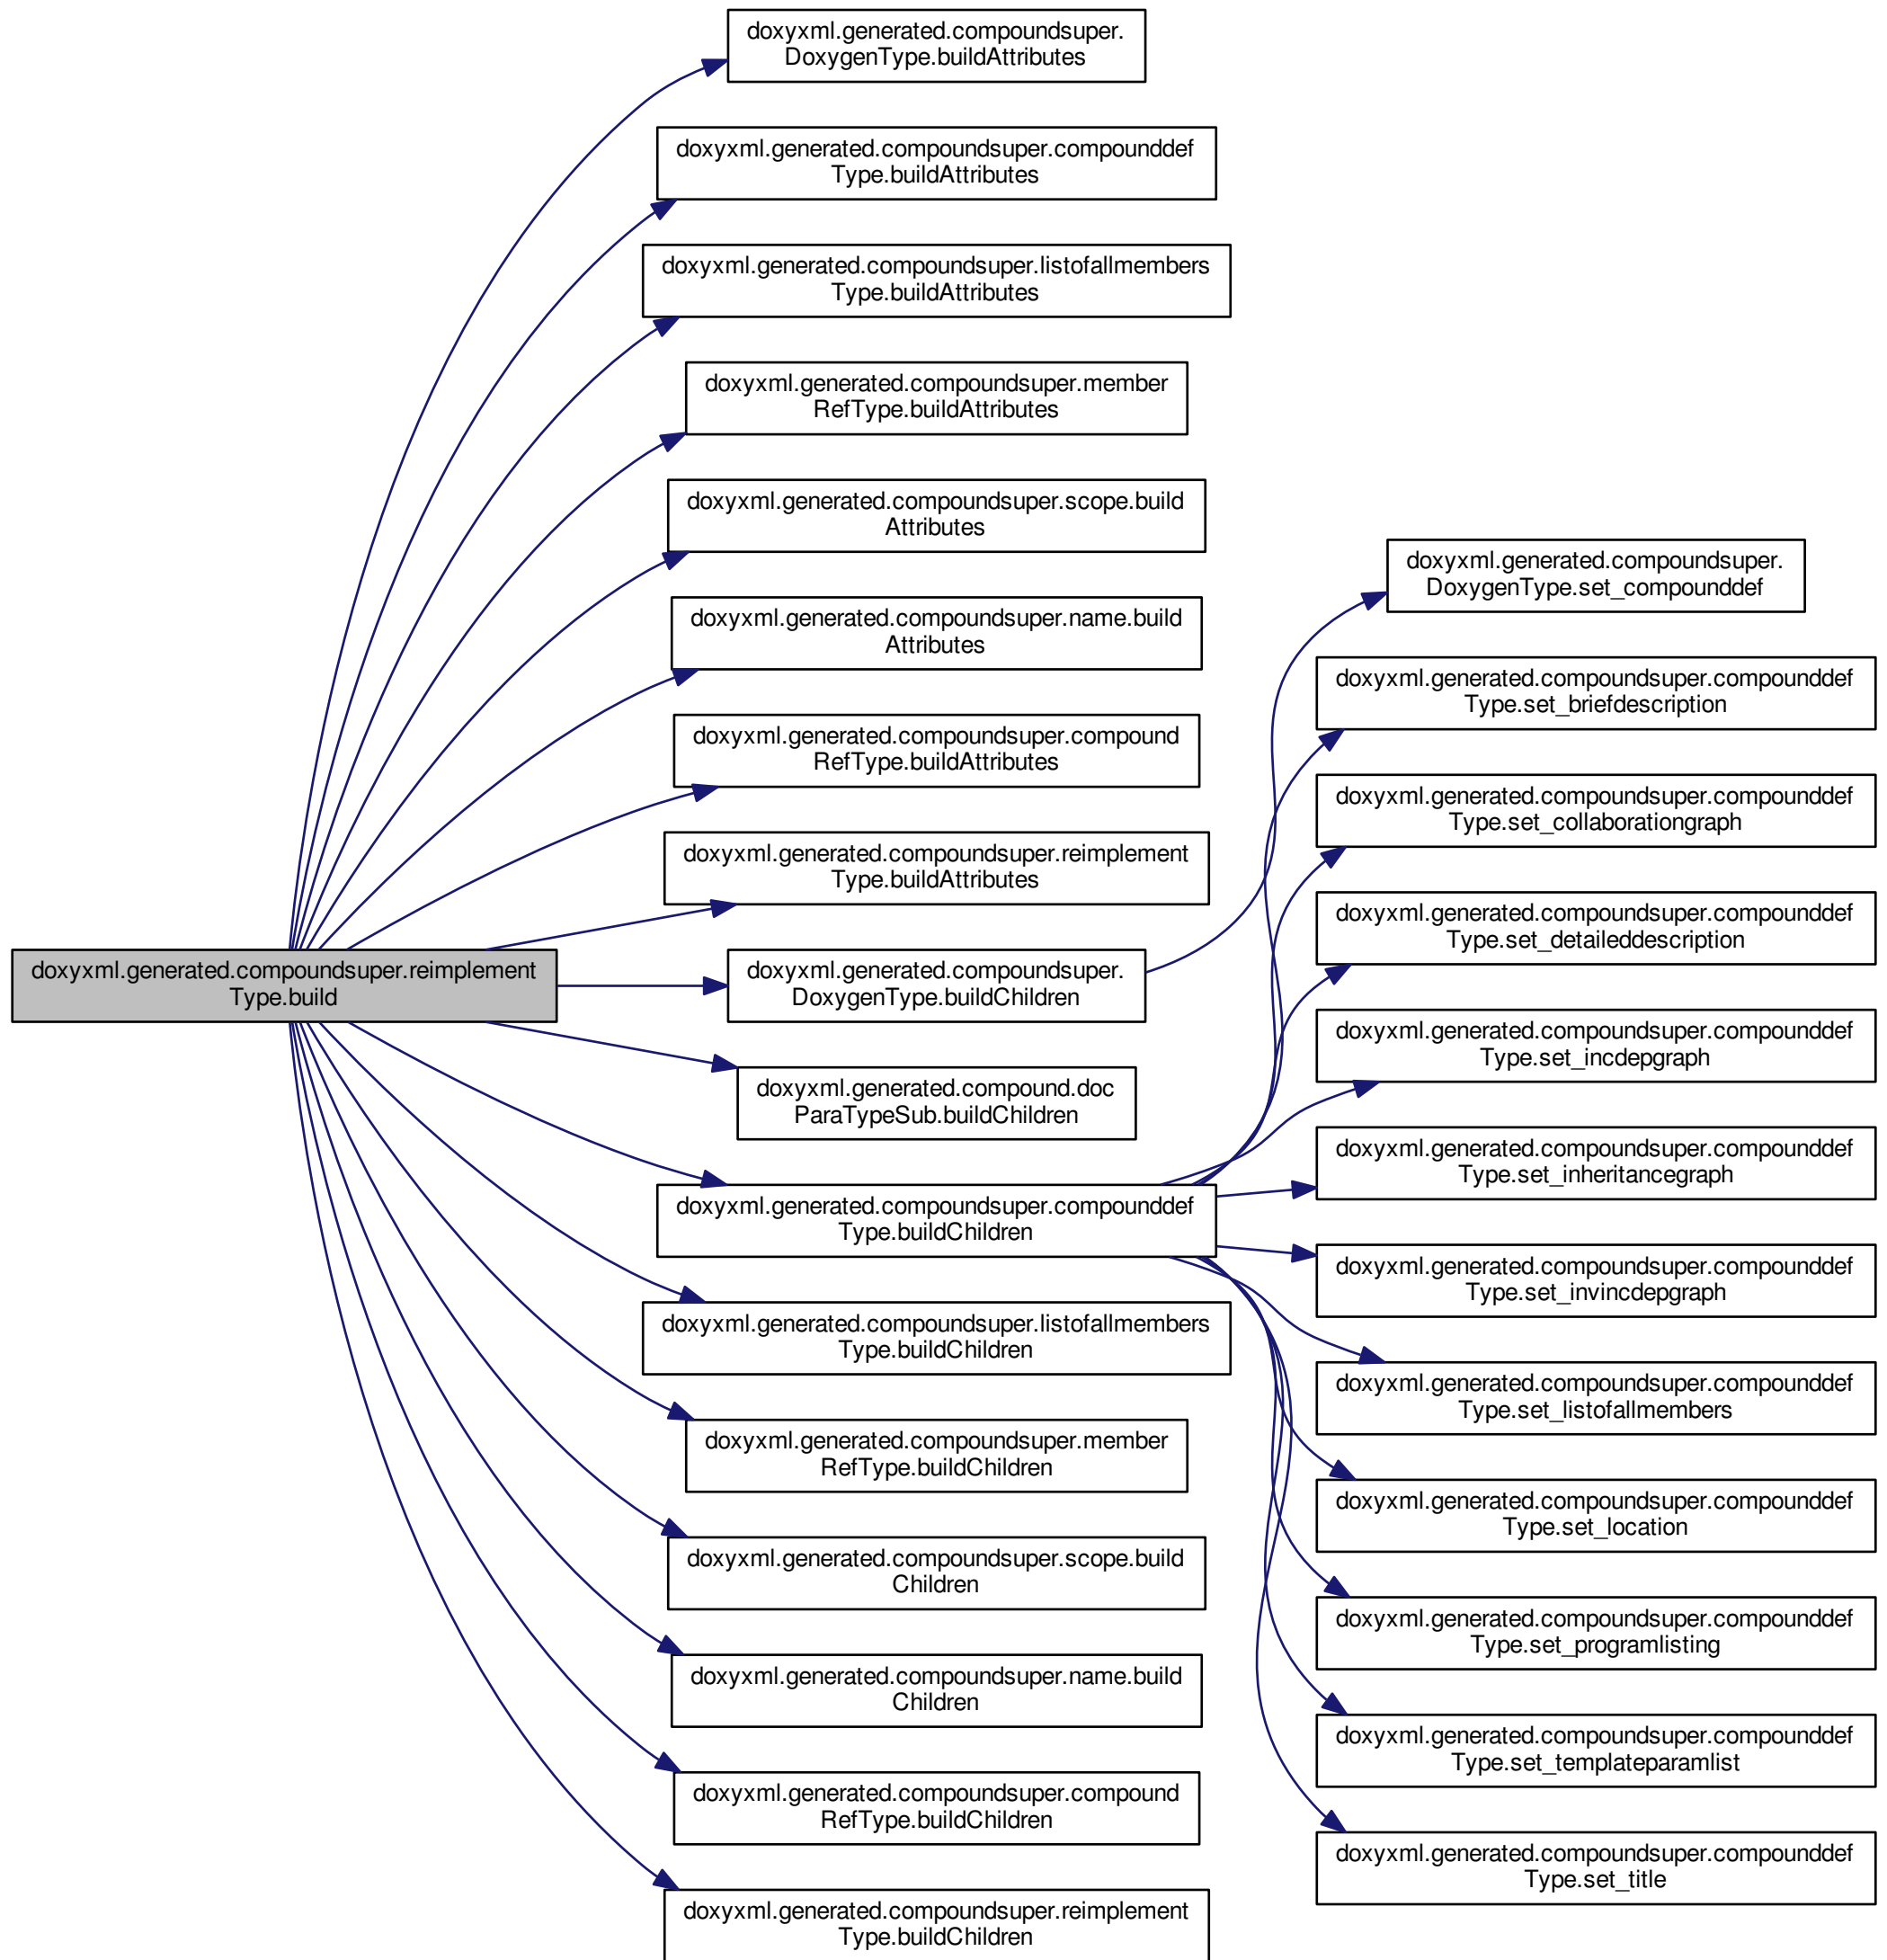 doxyxml.generated.compoundsuper.
DoxygenType.buildAttributes
doxyxml.generated.compoundsuper.compounddef
Type.buildAttributes
doxyxml.generated.compoundsuper.listofallmembers
Type.buildAttributes
doxyxml.generated.compoundsuper.member
RefType.buildAttributes
doxyxml.generated.compoundsuper.scope.build
Attributes
doxyxml.generated.compoundsuper.name.build
Attributes
doxyxml.generated.compoundsuper.compound
RefType.buildAttributes
doxyxml.generated.compoundsuper.reimplement
Type.buildAttributes
doxyxml.generated.compoundsuper.reimplement
Type.build
doxyxml.generated.compoundsuper.
DoxygenType.buildChildren
doxyxml.generated.compound.doc
ParaTypeSub.buildChildren
doxyxml.generated.compoundsuper.compounddef
Type.buildChildren
doxyxml.generated.compoundsuper.listofallmembers
Type.buildChildren
doxyxml.generated.compoundsuper.member
RefType.buildChildren
doxyxml.generated.compoundsuper.scope.build
Children
doxyxml.generated.compoundsuper.name.build
Children
doxyxml.generated.compoundsuper.compound
RefType.buildChildren
doxyxml.generated.compoundsuper.reimplement
Type.buildChildren
doxyxml.generated.compoundsuper.
DoxygenType.set_compounddef
doxyxml.generated.compoundsuper.compounddef
Type.set_briefdescription
doxyxml.generated.compoundsuper.compounddef
Type.set_collaborationgraph
doxyxml.generated.compoundsuper.compounddef
Type.set_detaileddescription
doxyxml.generated.compoundsuper.compounddef
Type.set_incdepgraph
doxyxml.generated.compoundsuper.compounddef
Type.set_inheritancegraph
doxyxml.generated.compoundsuper.compounddef
Type.set_invincdepgraph
doxyxml.generated.compoundsuper.compounddef
Type.set_listofallmembers
doxyxml.generated.compoundsuper.compounddef
Type.set_location
doxyxml.generated.compoundsuper.compounddef
Type.set_programlisting
doxyxml.generated.compoundsuper.compounddef
Type.set_templateparamlist
doxyxml.generated.compoundsuper.compounddef
Type.set_title